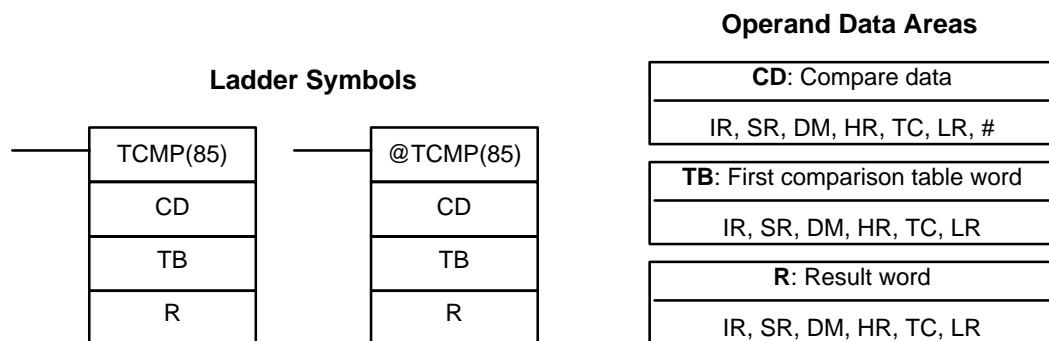 Ladder Symbols
TCMP(85)
CD
TB
R
@TCMP(85)
CD
TB
R
Operand Data Areas
CD: Compare data
IR, SR, DM, HR, TC, LR, #
TB: First comparison table word
IR, SR, DM, HR, TC, LR
R: Result word
IR, SR, DM, HR, TC, LR